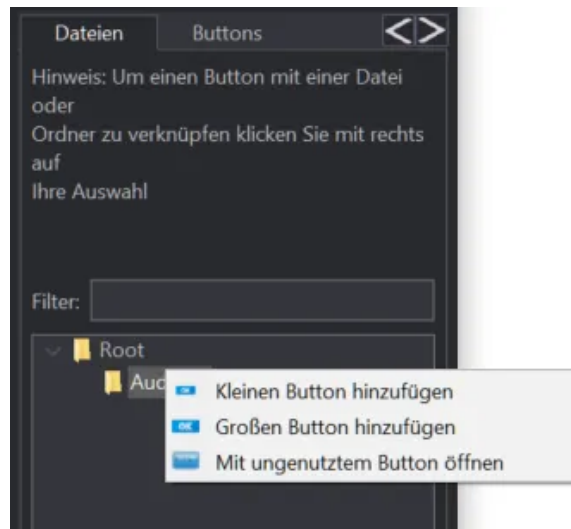 Dateien Buttons < >
Hinweis: Um einen Button mit einer Datei
oder
Ordner zu verknüpfen klicken Sie mit rechts
auf
Ihre Auswahl
Filter:
Root
Kleinen Button hinzufügen
Großen Button hinzufügen
Mit ungenutztem Button öffnen